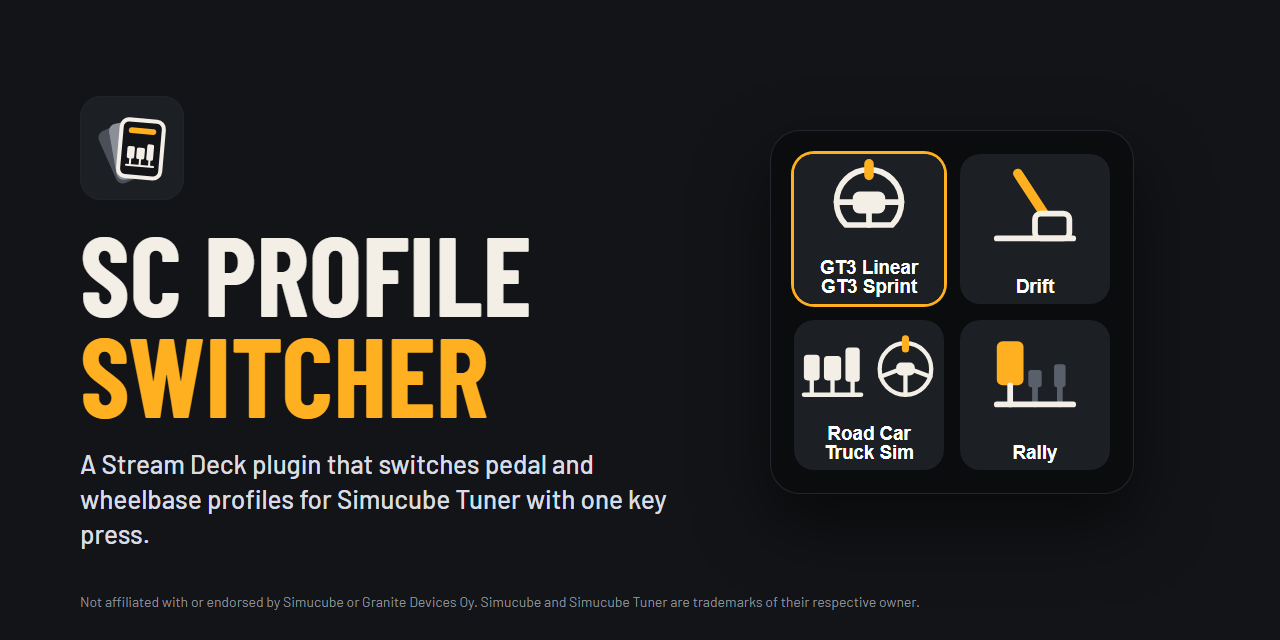 SC PROFILE
SWITCHER
A Stream Deck plugin that switches pedal and
wheelbase profiles for Simucube Tuner with one key
press.
GT3 Linear
GT3 Sprint
Drift
Road Car
Truck Sim
Rally
Not affiliated with or endorsed by Simucube or Granite Devices Oy. Simucube and Simucube Tuner are trademarks of their respective owner.